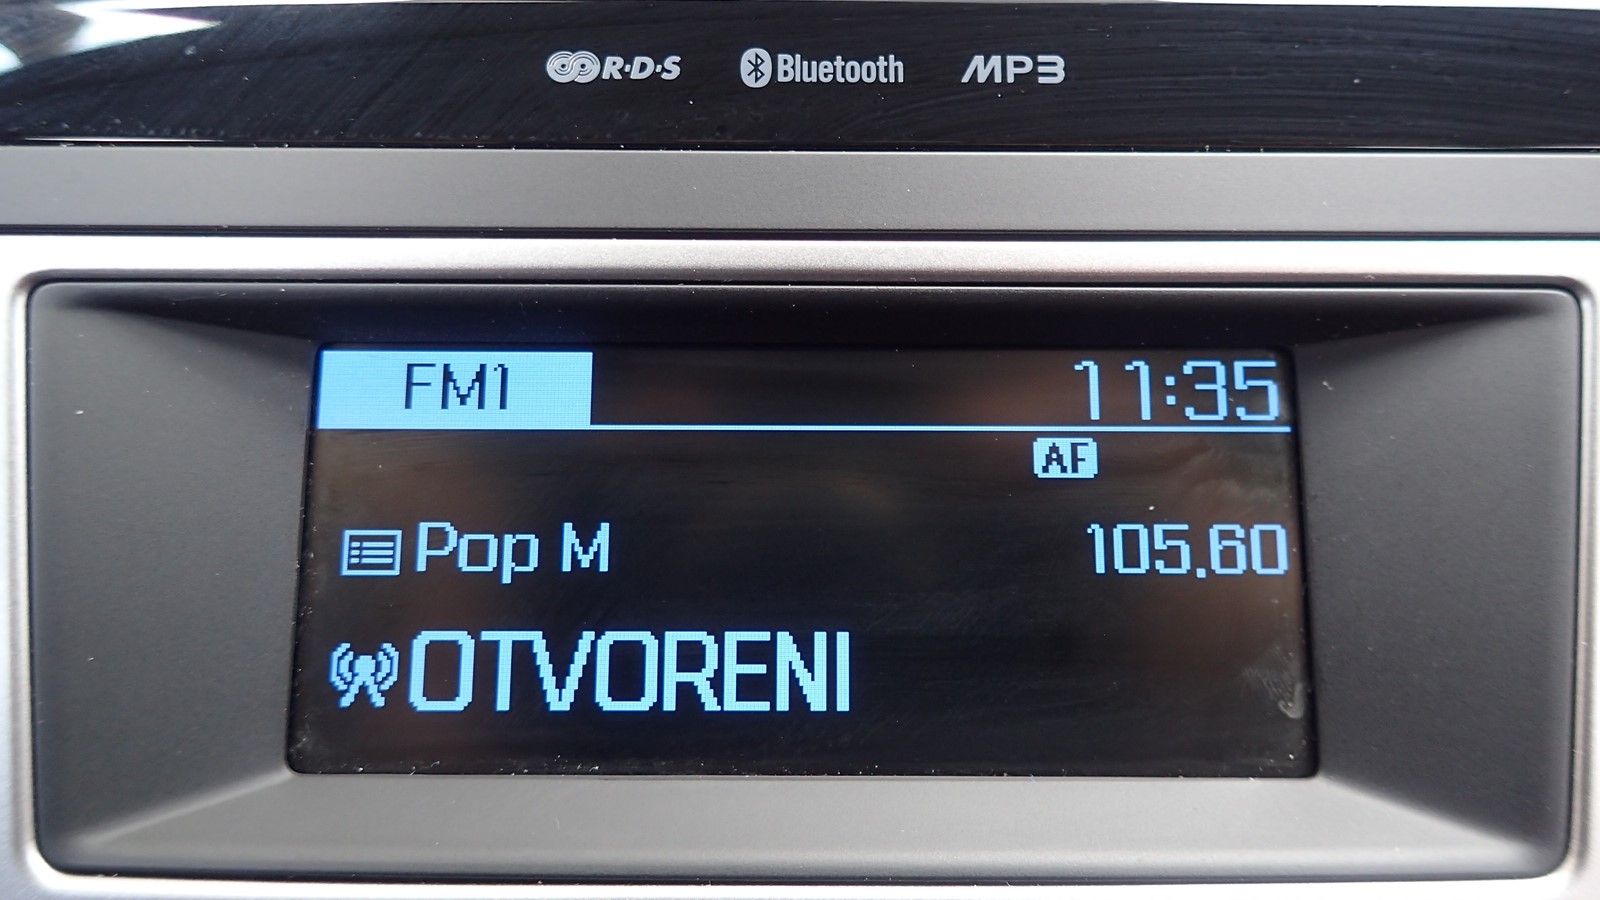 R·D·S Bluetooth MP3
FM1 11:35
AF
Pop M 105.60
OTVORENI